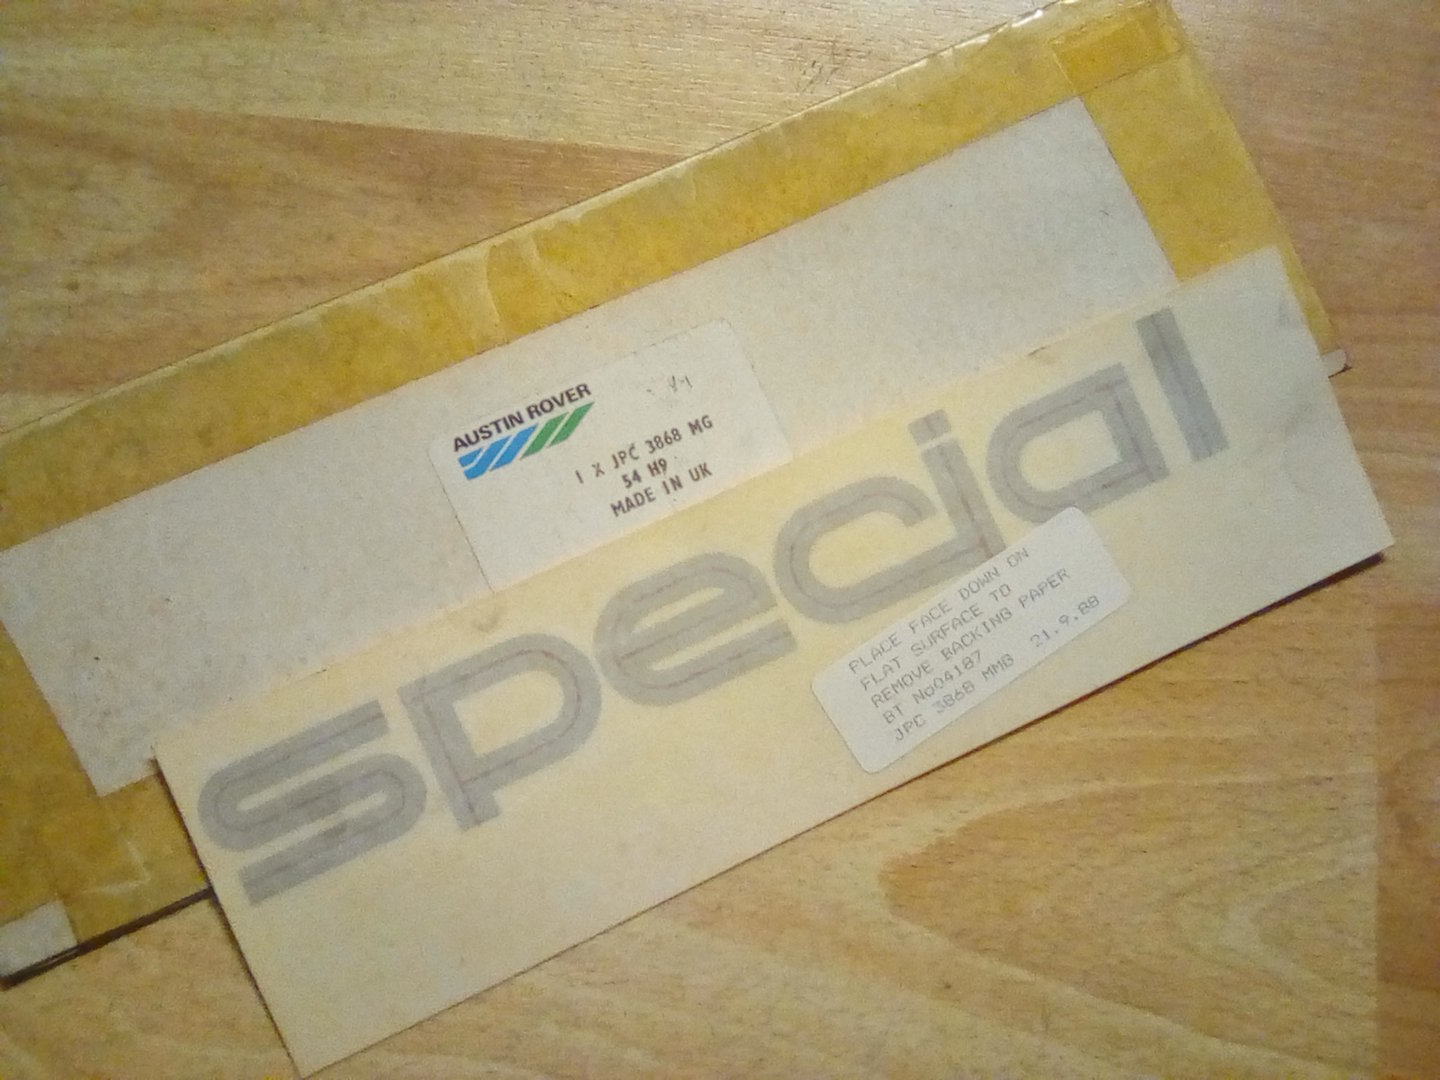 AUSTIN ROVER
1 X JPC 3868 MG
54 H9
MADE IN UK
special
PLACE FACE DOWN ON
FLAT SURFACE TO
REMOVE BACKING PAPER
BT No04187
JPC 3868 MMB 21.9.88